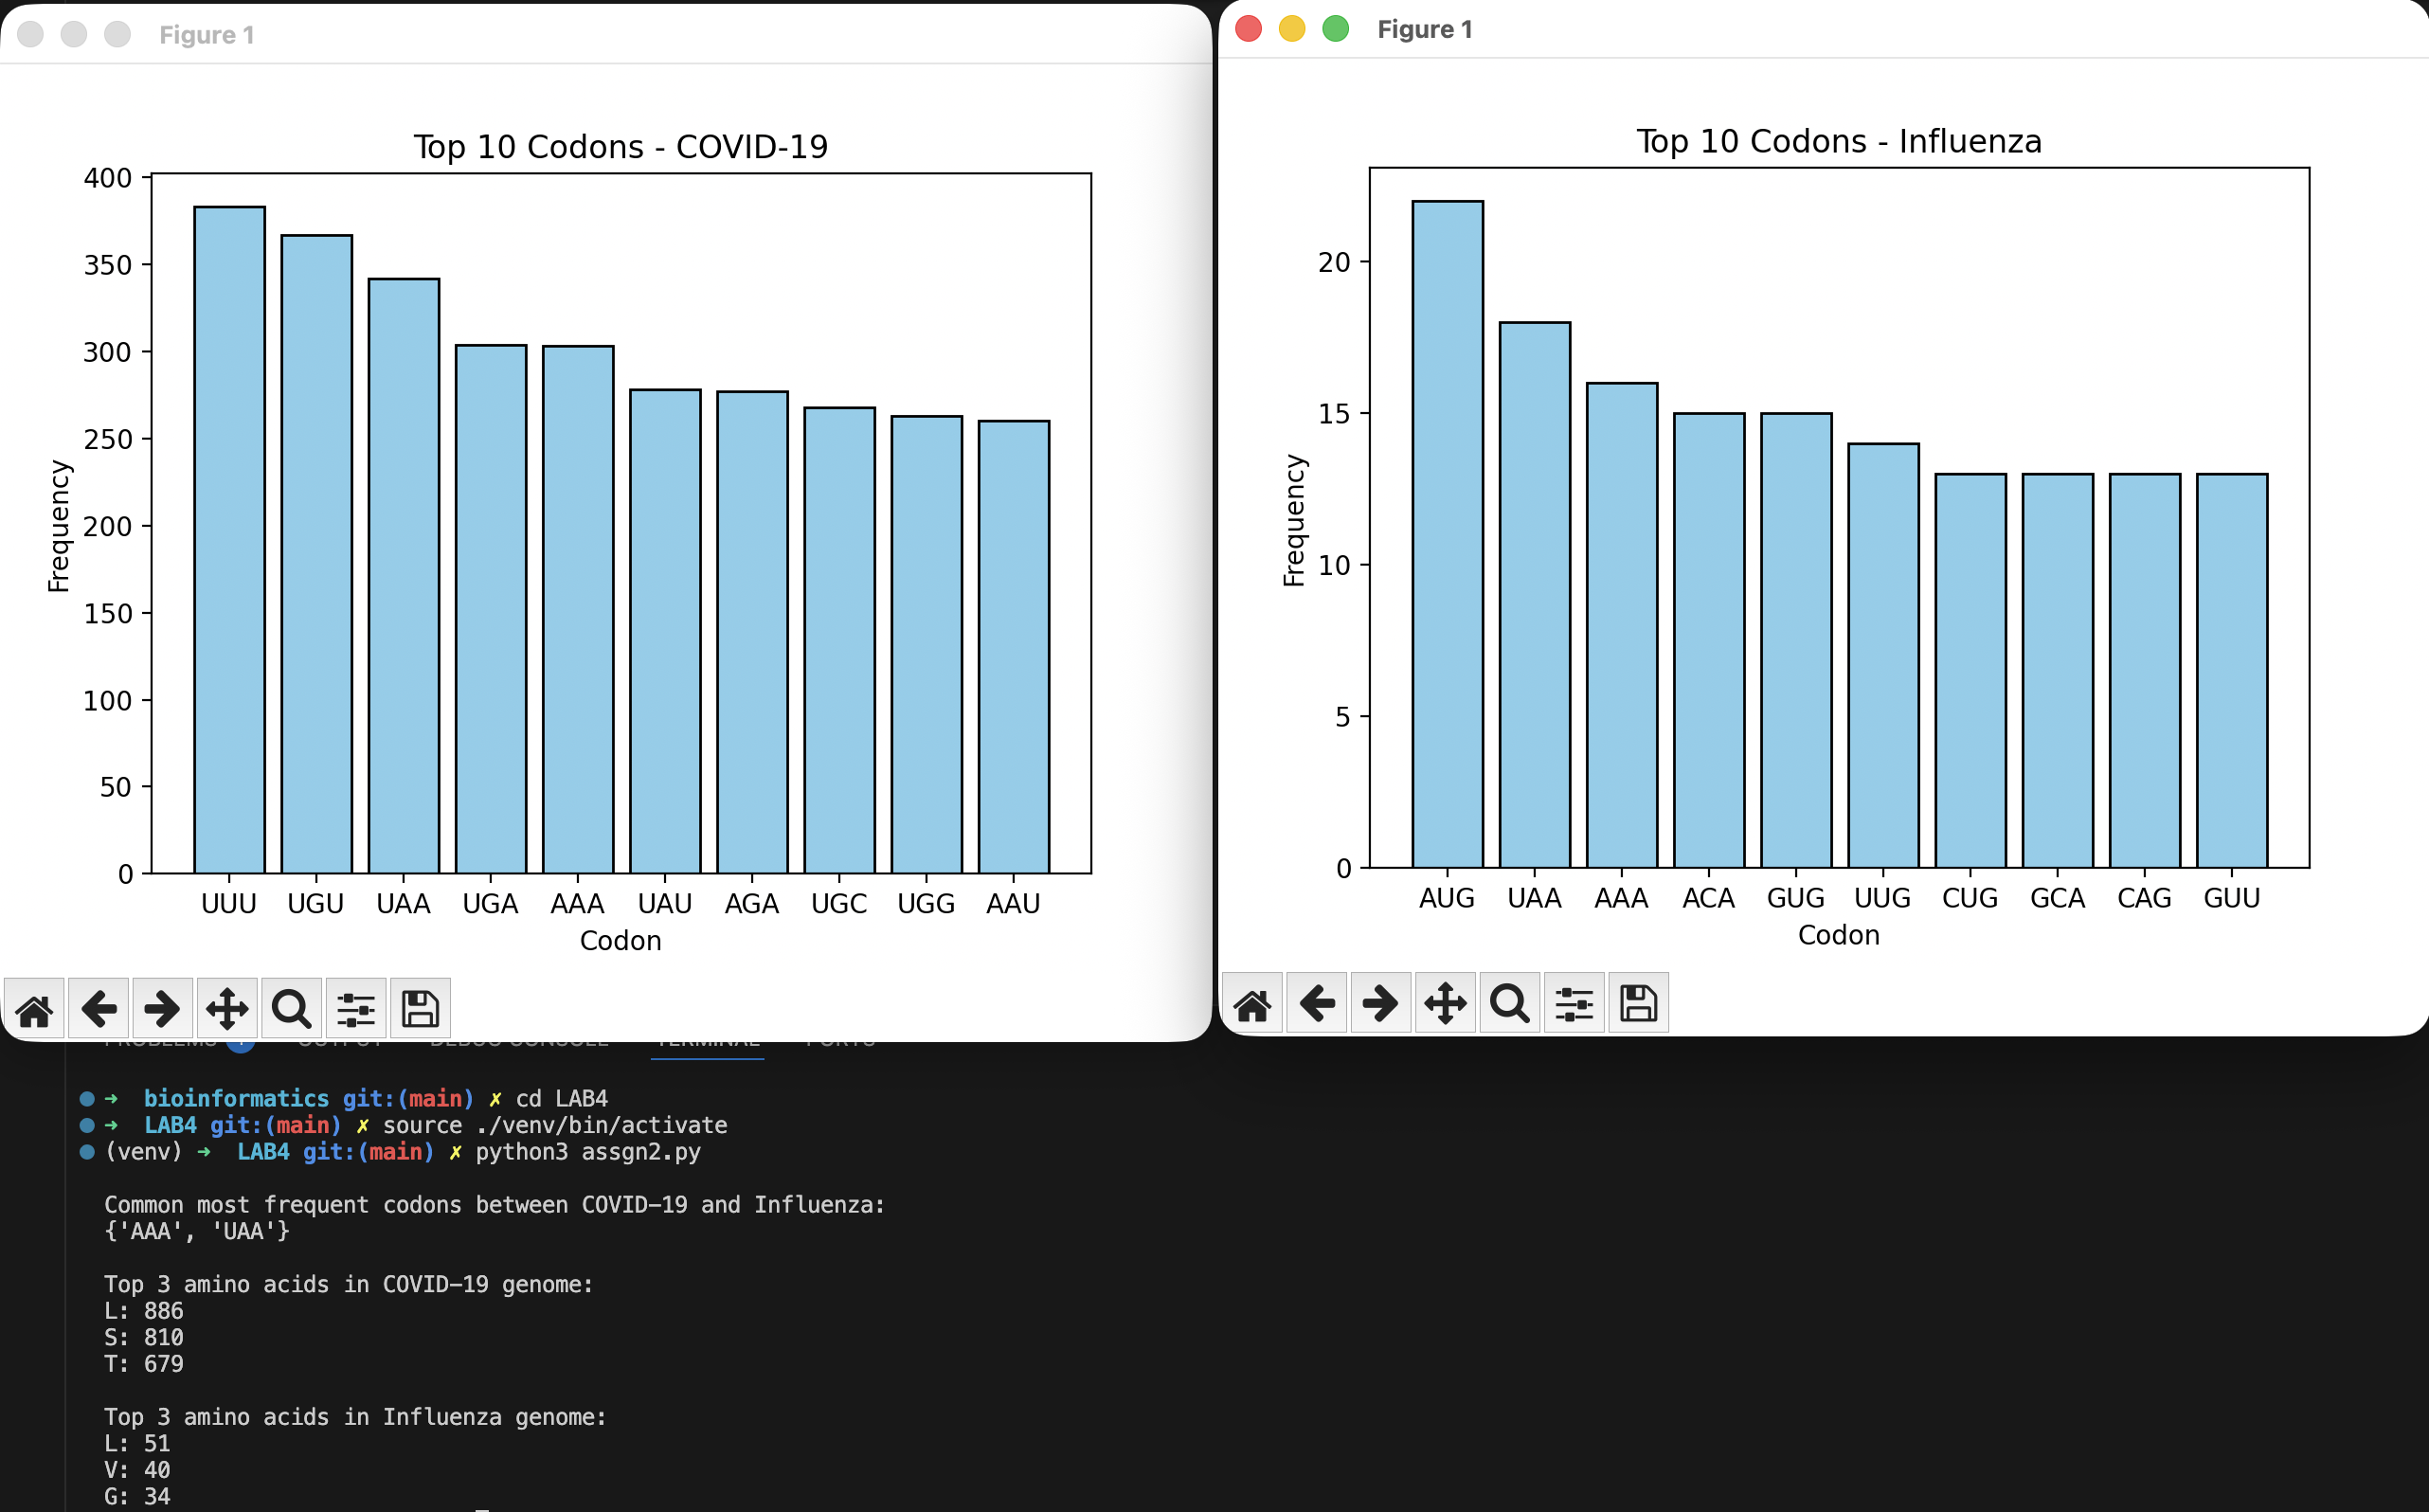 Figure 1
Top 10 Codons - COVID-19
400
350
300
250
200
150
100
50
0
Frequency
UUU UGU UAA UGA AAA UAU AGA UGC UGG AAU
Codon
Figure 1
Top 10 Codons - Influenza
20
15
10
5
0
Frequency
AUG UAA AAA ACA GUG UUG CUG GCA CAG GUU
Codon
PROBLEMS OUTPUT DEBUG CONSOLE TERMINAL PORTS
➜ bioinformatics git:(main) ✗ cd LAB4
➜ LAB4 git:(main) ✗ source ./venv/bin/activate
(venv) ➜ LAB4 git:(main) ✗ python3 assgn2.py
Common most frequent codons between COVID-19 and Influenza:
{'AAA', 'UAA'}
Top 3 amino acids in COVID-19 genome:
L: 886
S: 810
T: 679
Top 3 amino acids in Influenza genome:
L: 51
V: 40
G: 34